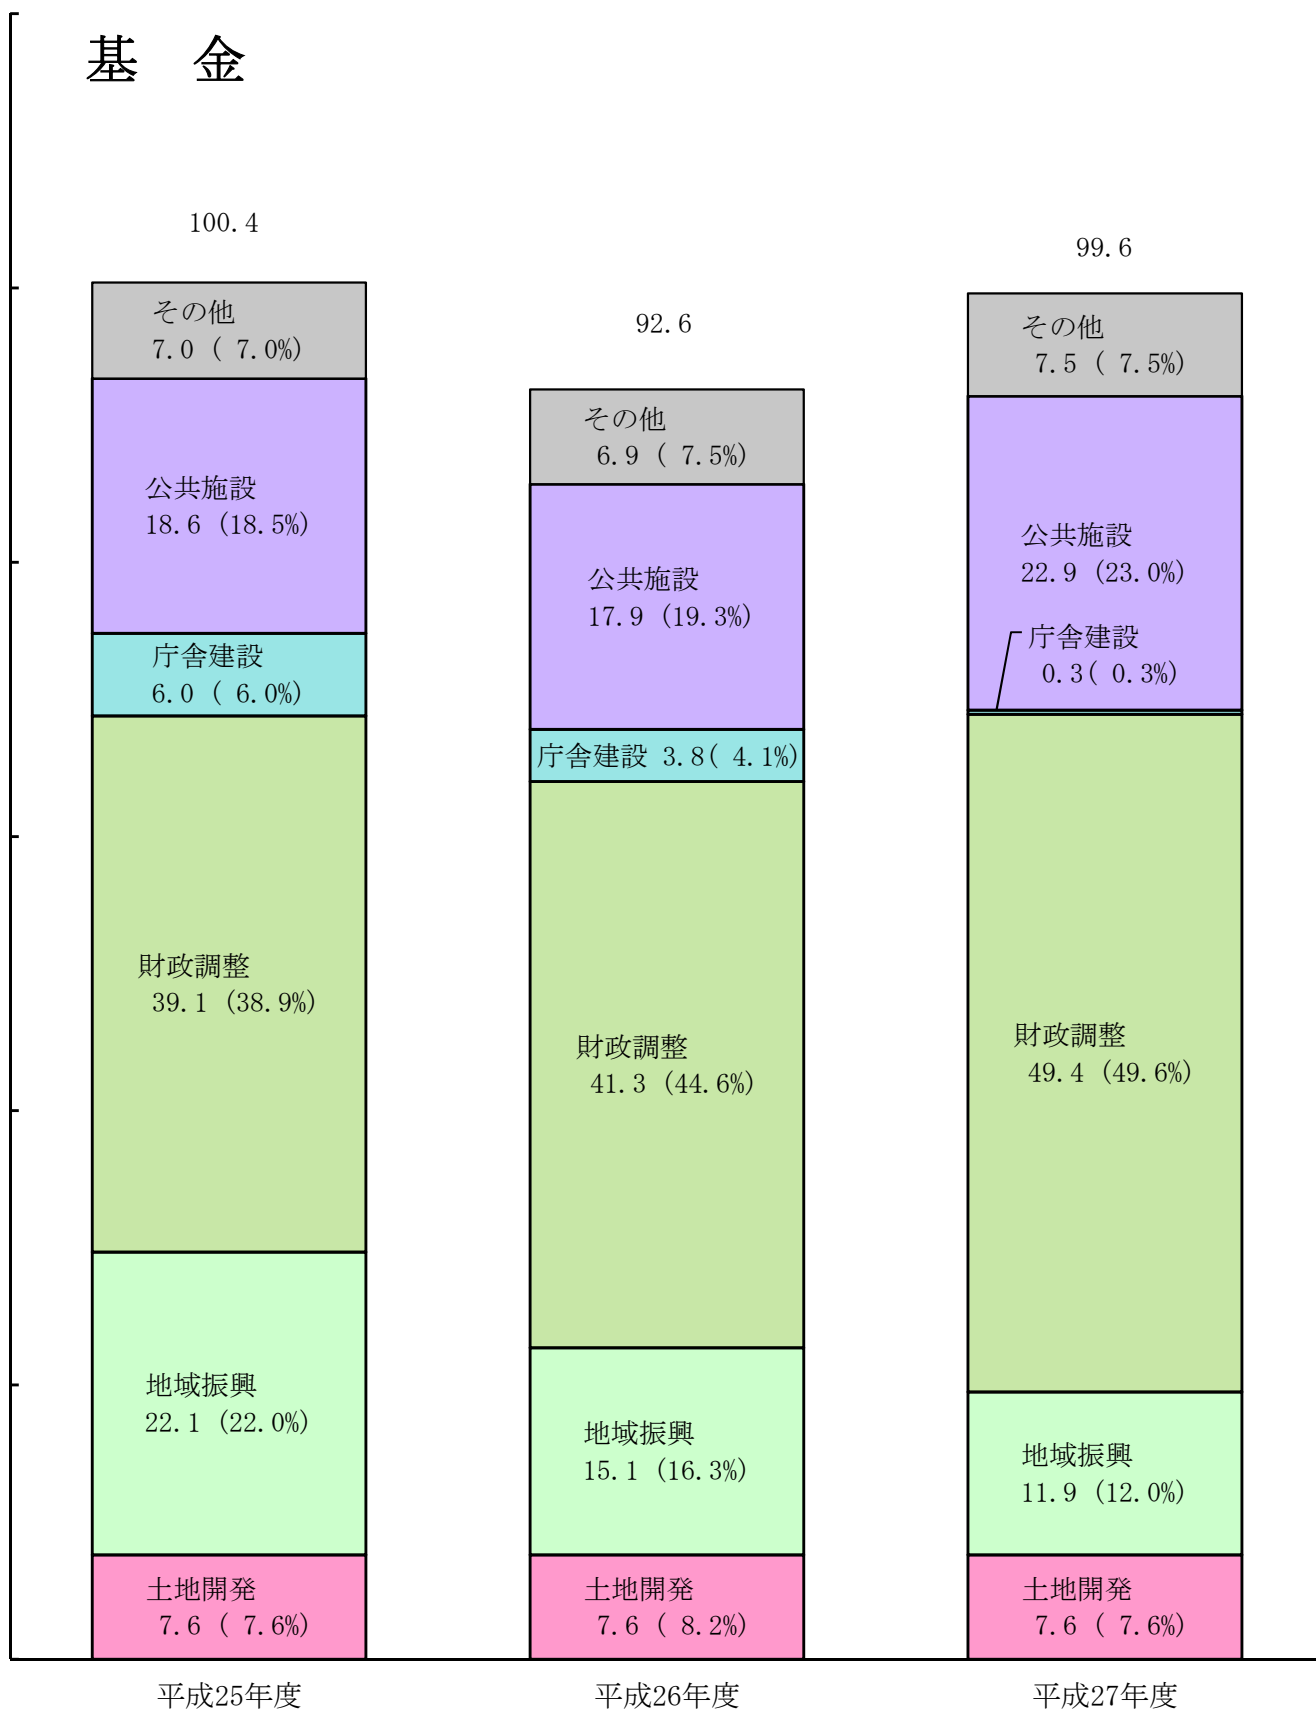 基　金
100.4
その他
7.0 ( 7.0%)
公共施設
18.6 (18.5%)
庁舎建設
6.0 ( 6.0%)
財政調整
39.1 (38.9%)
地域振興
22.1 (22.0%)
土地開発
7.6 ( 7.6%)
平成25年度
92.6
その他
6.9 ( 7.5%)
公共施設
17.9 (19.3%)
庁舎建設 3.8( 4.1%)
財政調整
41.3 (44.6%)
地域振興
15.1 (16.3%)
土地開発
7.6 ( 8.2%)
平成26年度
99.6
その他
7.5 ( 7.5%)
公共施設
22.9 (23.0%)
庁舎建設
0.3( 0.3%)
財政調整
49.4 (49.6%)
地域振興
11.9 (12.0%)
土地開発
7.6 ( 7.6%)
平成27年度